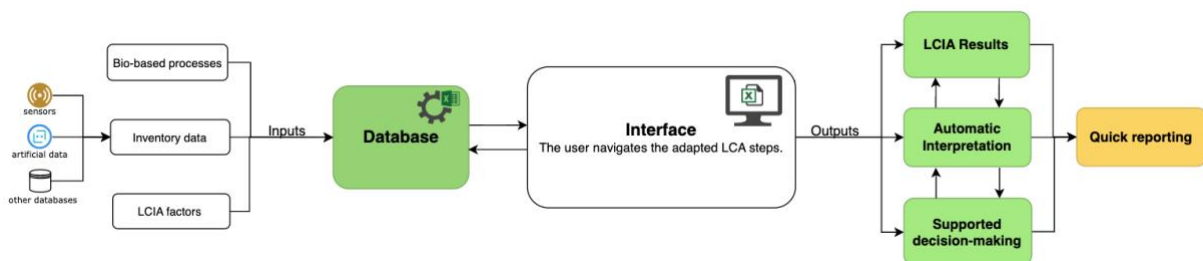 sensors
artificial data
other databases
Bio-based processes
Inventory data
LCIA factors
Inputs
Database
Interface
The user navigates the adapted LCA steps.
Outputs
LCIA Results
Automatic
Interpretation
Supported
decision-making
Quick reporting